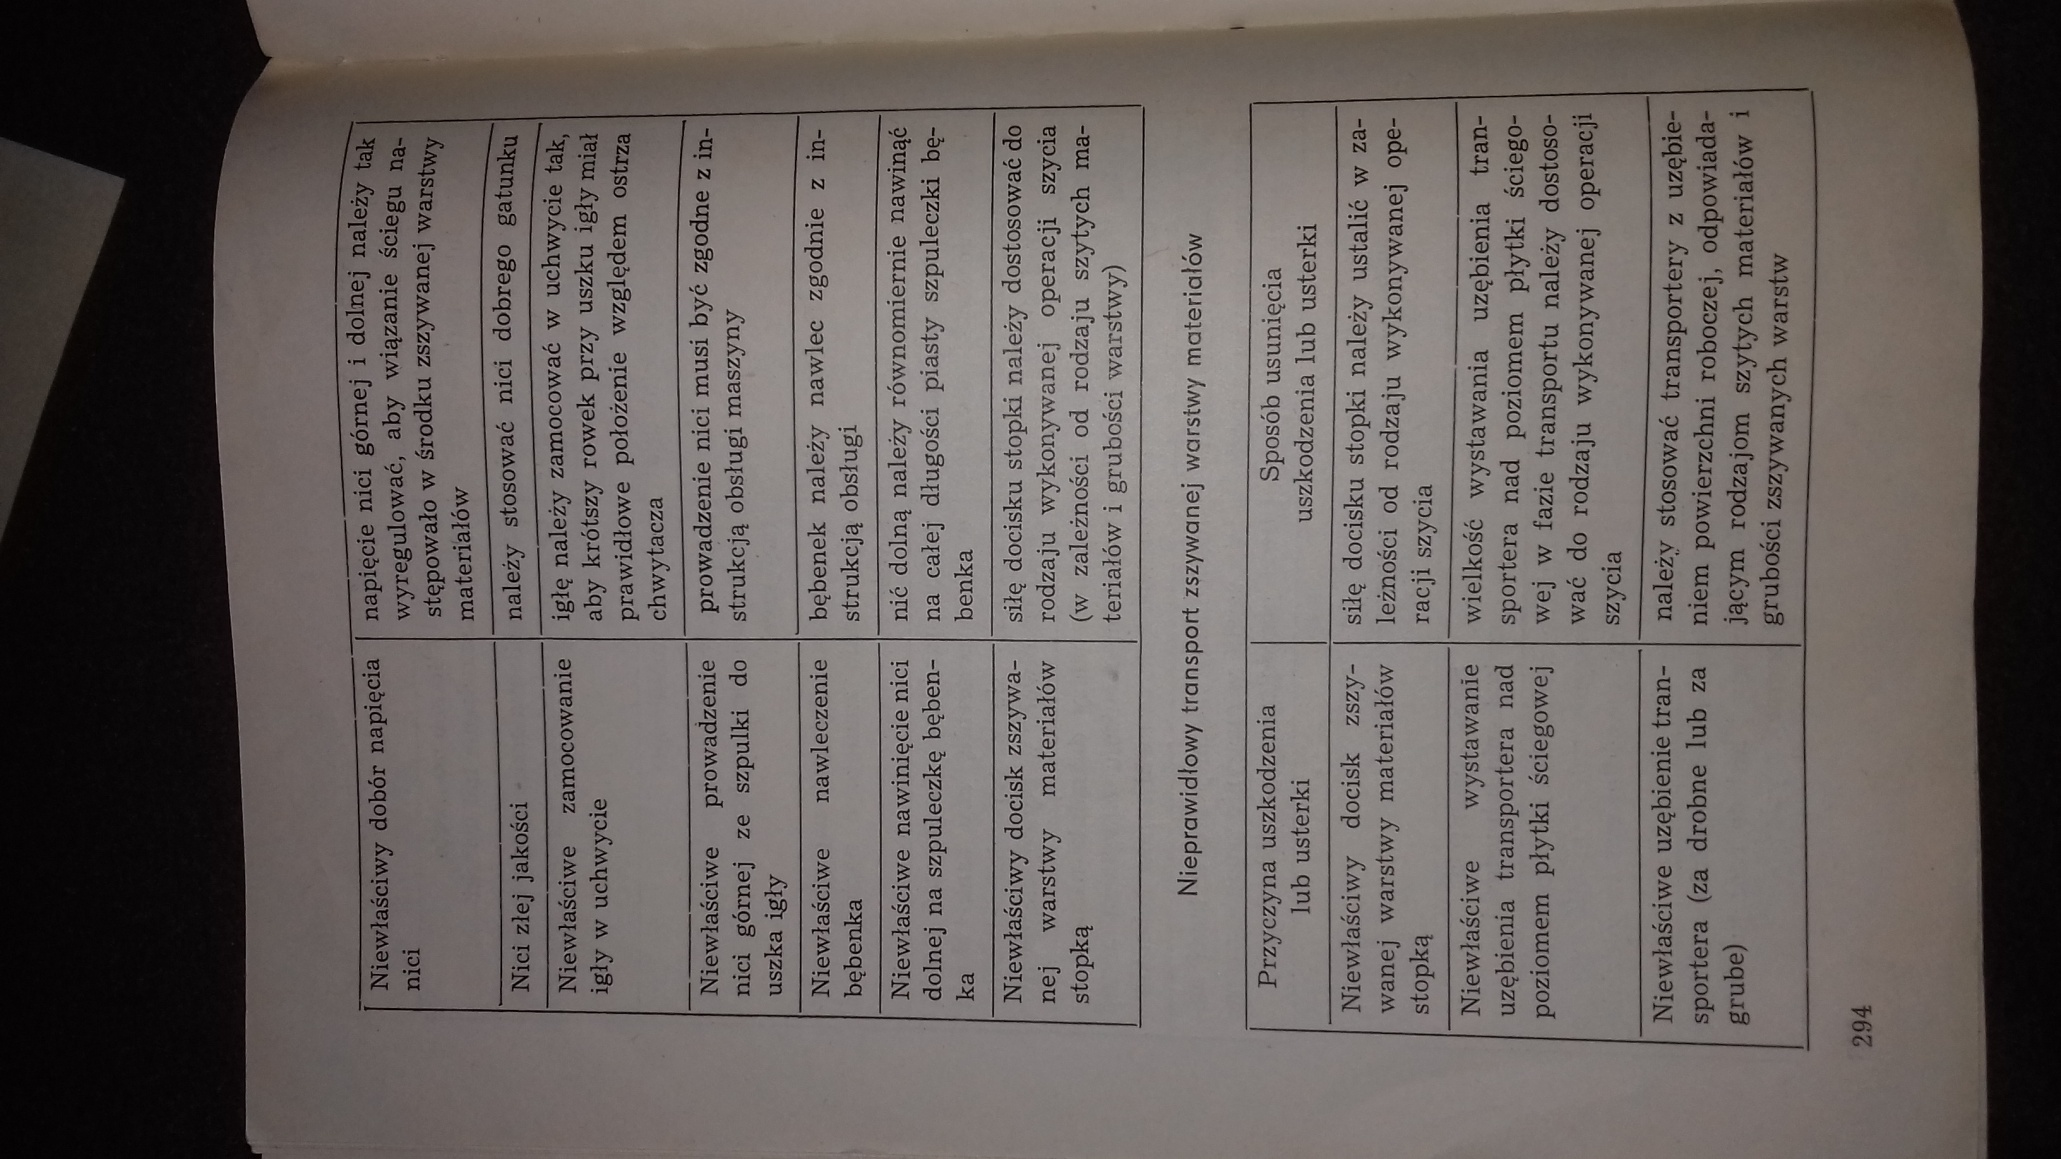 Niewłaściwy dobór napięcia
nici
napięcie nici górnej i dolnej należy tak
wyregulować, aby wiązanie ściegu na-
stępowało w środku zszywanej warstwy
materiałów
Nici złej jakości
należy stosować nici dobrego gatunku
Niewłaściwe zamocowanie
igły w uchwycie
igłę należy zamocować w uchwycie tak,
aby krótszy rowek przy uszku igły miał
prawidłowe położenie względem ostrza
chwytacza
Niewłaściwe prowadzenie
nici górnej ze szpulki do
uszka igły
prowadzenie nici musi być zgodne z in-
strukcją obsługi maszyny
Niewłaściwe nawleczenie
bębenka
bębenek należy nawlec zgodnie z in-
strukcją obsługi
Niewłaściwe nawinięcie nici
dolnej na szpuleczkę bęben-
ka
nić dolną należy równomiernie nawinąć
na całej długości piasty szpuleczki bę-
benka
Niewłaściwy docisk zszywa-
nej warstwy materiałów
stopką
siłę docisku stopki należy dostosować do
rodzaju wykonywanej operacji szycia
(w zależności od rodzaju szytych ma-
teriałów i grubości warstwy)
Nieprawidłowy transport zszywanej warstwy materiałów
Przyczyna uszkodzenia
lub usterki
Sposób usunięcia
uszkodzenia lub usterki
Niewłaściwy docisk zszy-
wanej warstwy materiałów
stopką
siłę docisku stopki należy ustalić w za-
leżności od rodzaju wykonywanej ope-
racji szycia
Niewłaściwe wystawanie
uzębienia transportera nad
poziomem płytki ściegowej
wielkość wystawania uzębienia tran-
sportera nad poziomem płytki ściego-
wej w fazie transportu należy dostoso-
wać do rodzaju wykonywanej operacji
szycia
Niewłaściwe uzębienie tran-
sportera (za drobne lub za
grube)
należy stosować transportery z uzębie-
niem powierzchni roboczej, odpowiada-
jącym rodzajom szytych materiałów i
grubości zszywanych warstw
294